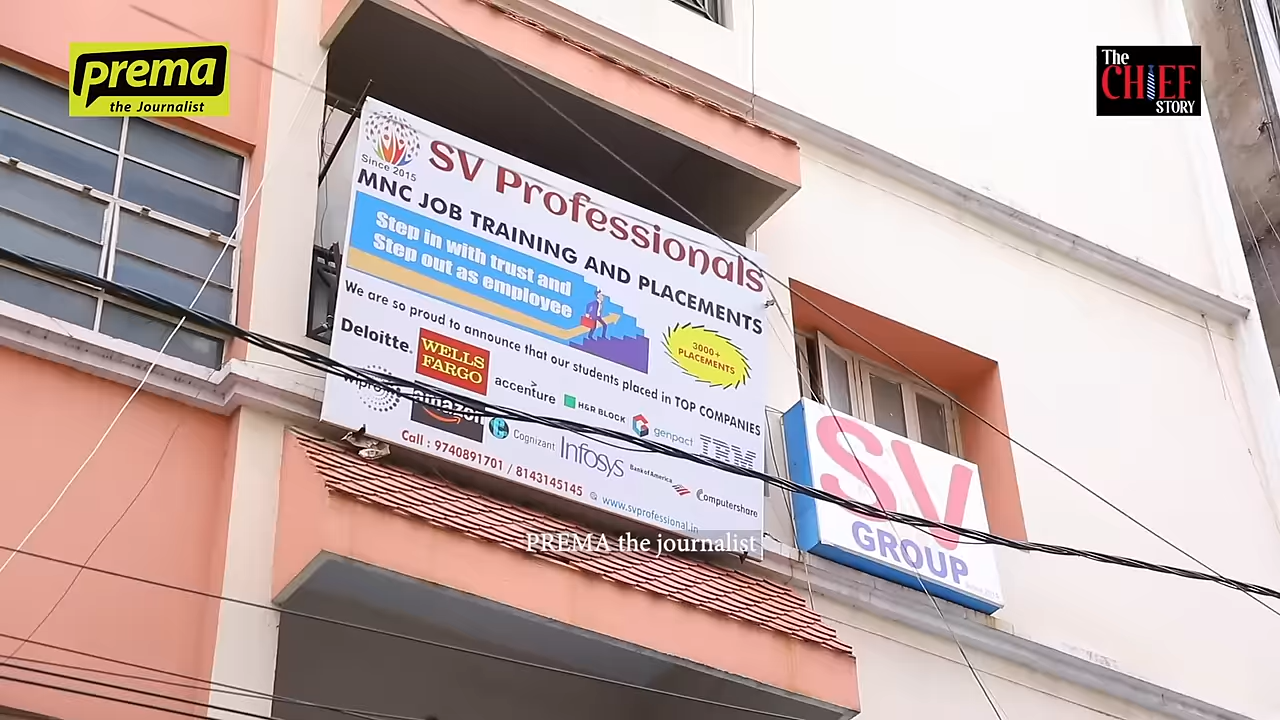 prema
the Journalist
The
CHIEF
STORY
Since 2015
SV Professionals
MNC JOB TRAINING AND PLACEMENTS
Step in with trust and
Step out as employee
3000+
PLACEMENTS
We are so proud to announce that our students placed in TOP COMPANIES
Deloitte.
WELLS
FARGO
accenture
H&R BLOCK
genpact
IBM
wipro
amazon
Cognizant
Infosys
Bank of America
Computershare
Call : 9740891701 / 8143145145
www.svprofessional.in
SV
GROUP
PREMA the journalist